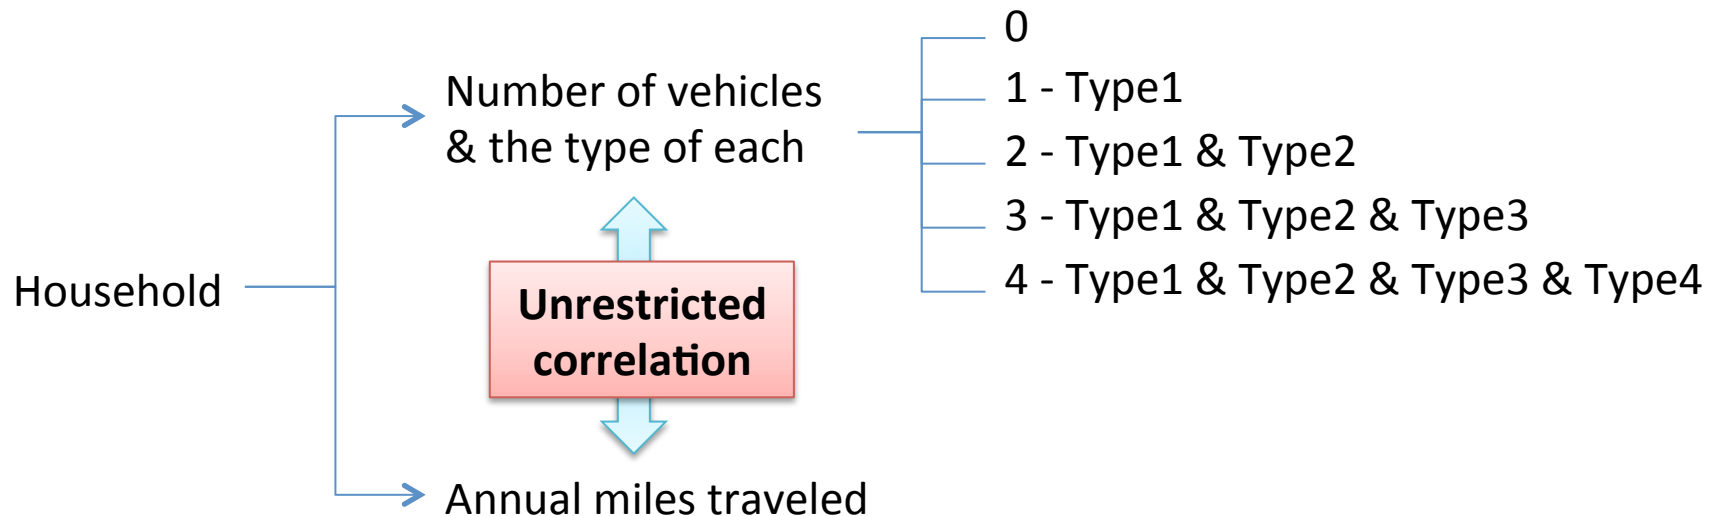 Household
Number of vehicles
& the type of each
Unrestricted
correlation
Annual miles traveled
0
1 - Type1
2 - Type1 & Type2
3 - Type1 & Type2 & Type3
4 - Type1 & Type2 & Type3 & Type4